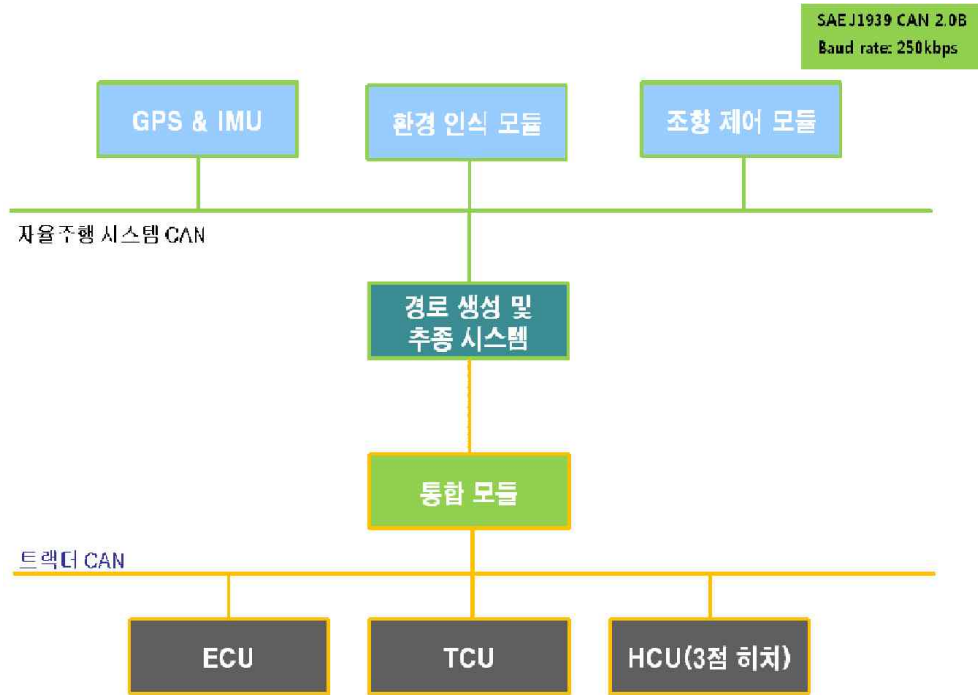 SAEJ1939 CAN 2.0B
Baud rate: 250kbps
GPS & IMU
환경 인식 모듈
조향 제어 모듈
자율주행 시스템 CAN
경로 생성 및
추종 시스템
통합 모듈
트랙터 CAN
ECU
TCU
HCU(3점 히치)